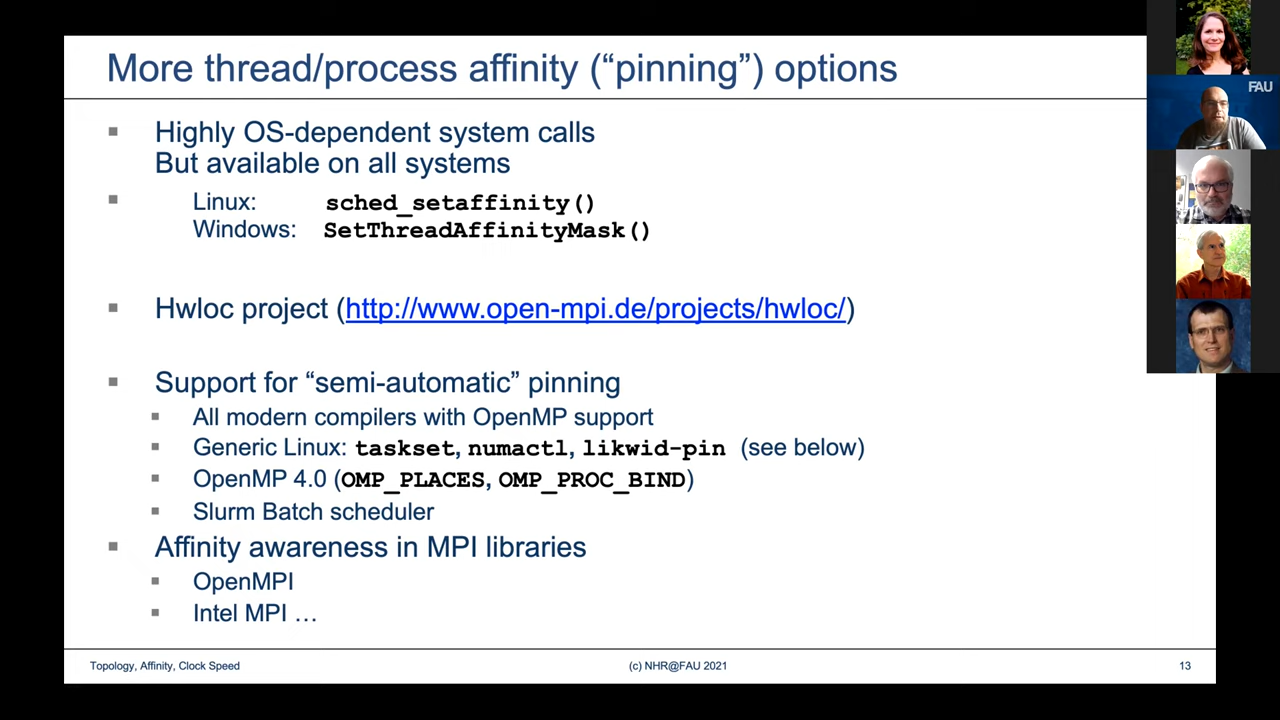 More thread/process affinity (“pinning”) options
FAU
Highly OS-dependent system calls
But available on all systems
Linux: sched_setaffinity()
Windows: SetThreadAffinityMask()
Hwloc project (http://www.open-mpi.de/projects/hwloc/)
Support for “semi-automatic” pinning
All modern compilers with OpenMP support
Generic Linux: taskset, numactl, likwid-pin (see below)
OpenMP 4.0 (OMP_PLACES, OMP_PROC_BIND)
Slurm Batch scheduler
Affinity awareness in MPI libraries
OpenMPI
Intel MPI …
Topology, Affinity, Clock Speed (c) NHR@FAU 2021 13